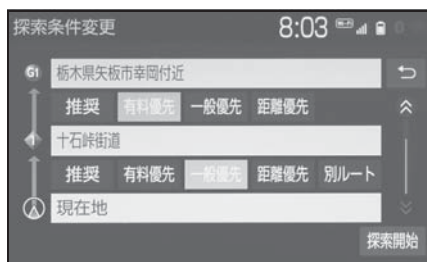 探索条件変更 8:03 Wi-Fi
G1 栃木県矢板市幸岡付近
推奨 有料優先 一般優先 距離優先
1 十石峠街道
推奨 有料優先 一般優先 距離優先 別ルート
現在地
探索開始